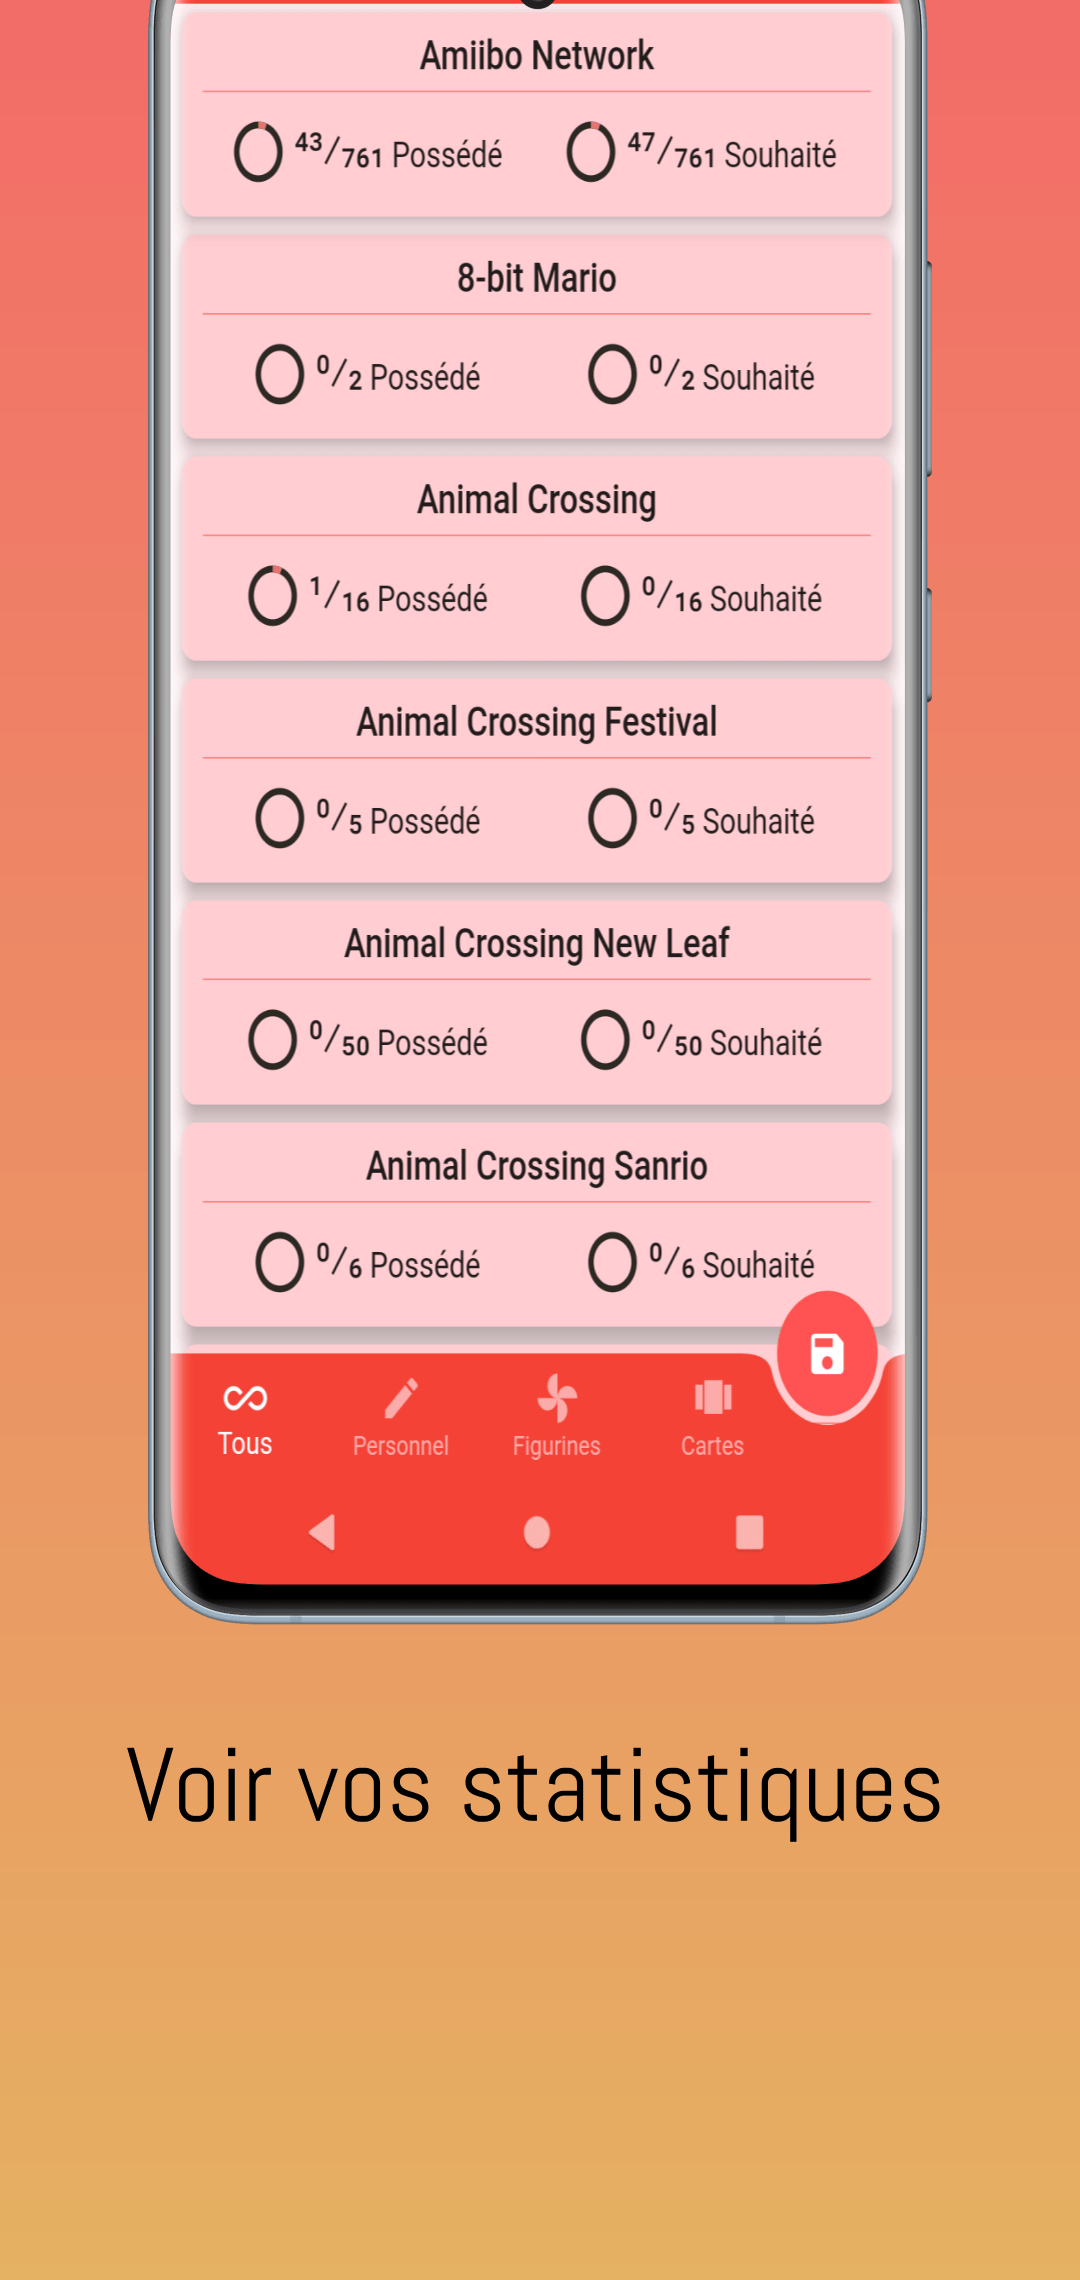 Amiibo Network
43/761 Possédé 47/761 Souhaité
8-bit Mario
0/2 Possédé 0/2 Souhaité
Animal Crossing
1/16 Possédé 0/16 Souhaité
Animal Crossing Festival
0/5 Possédé 0/5 Souhaité
Animal Crossing New Leaf
0/50 Possédé 0/50 Souhaité
Animal Crossing Sanrio
0/6 Possédé 0/6 Souhaité
Tous Personnel Figurines Cartes
Voir vos statistiques